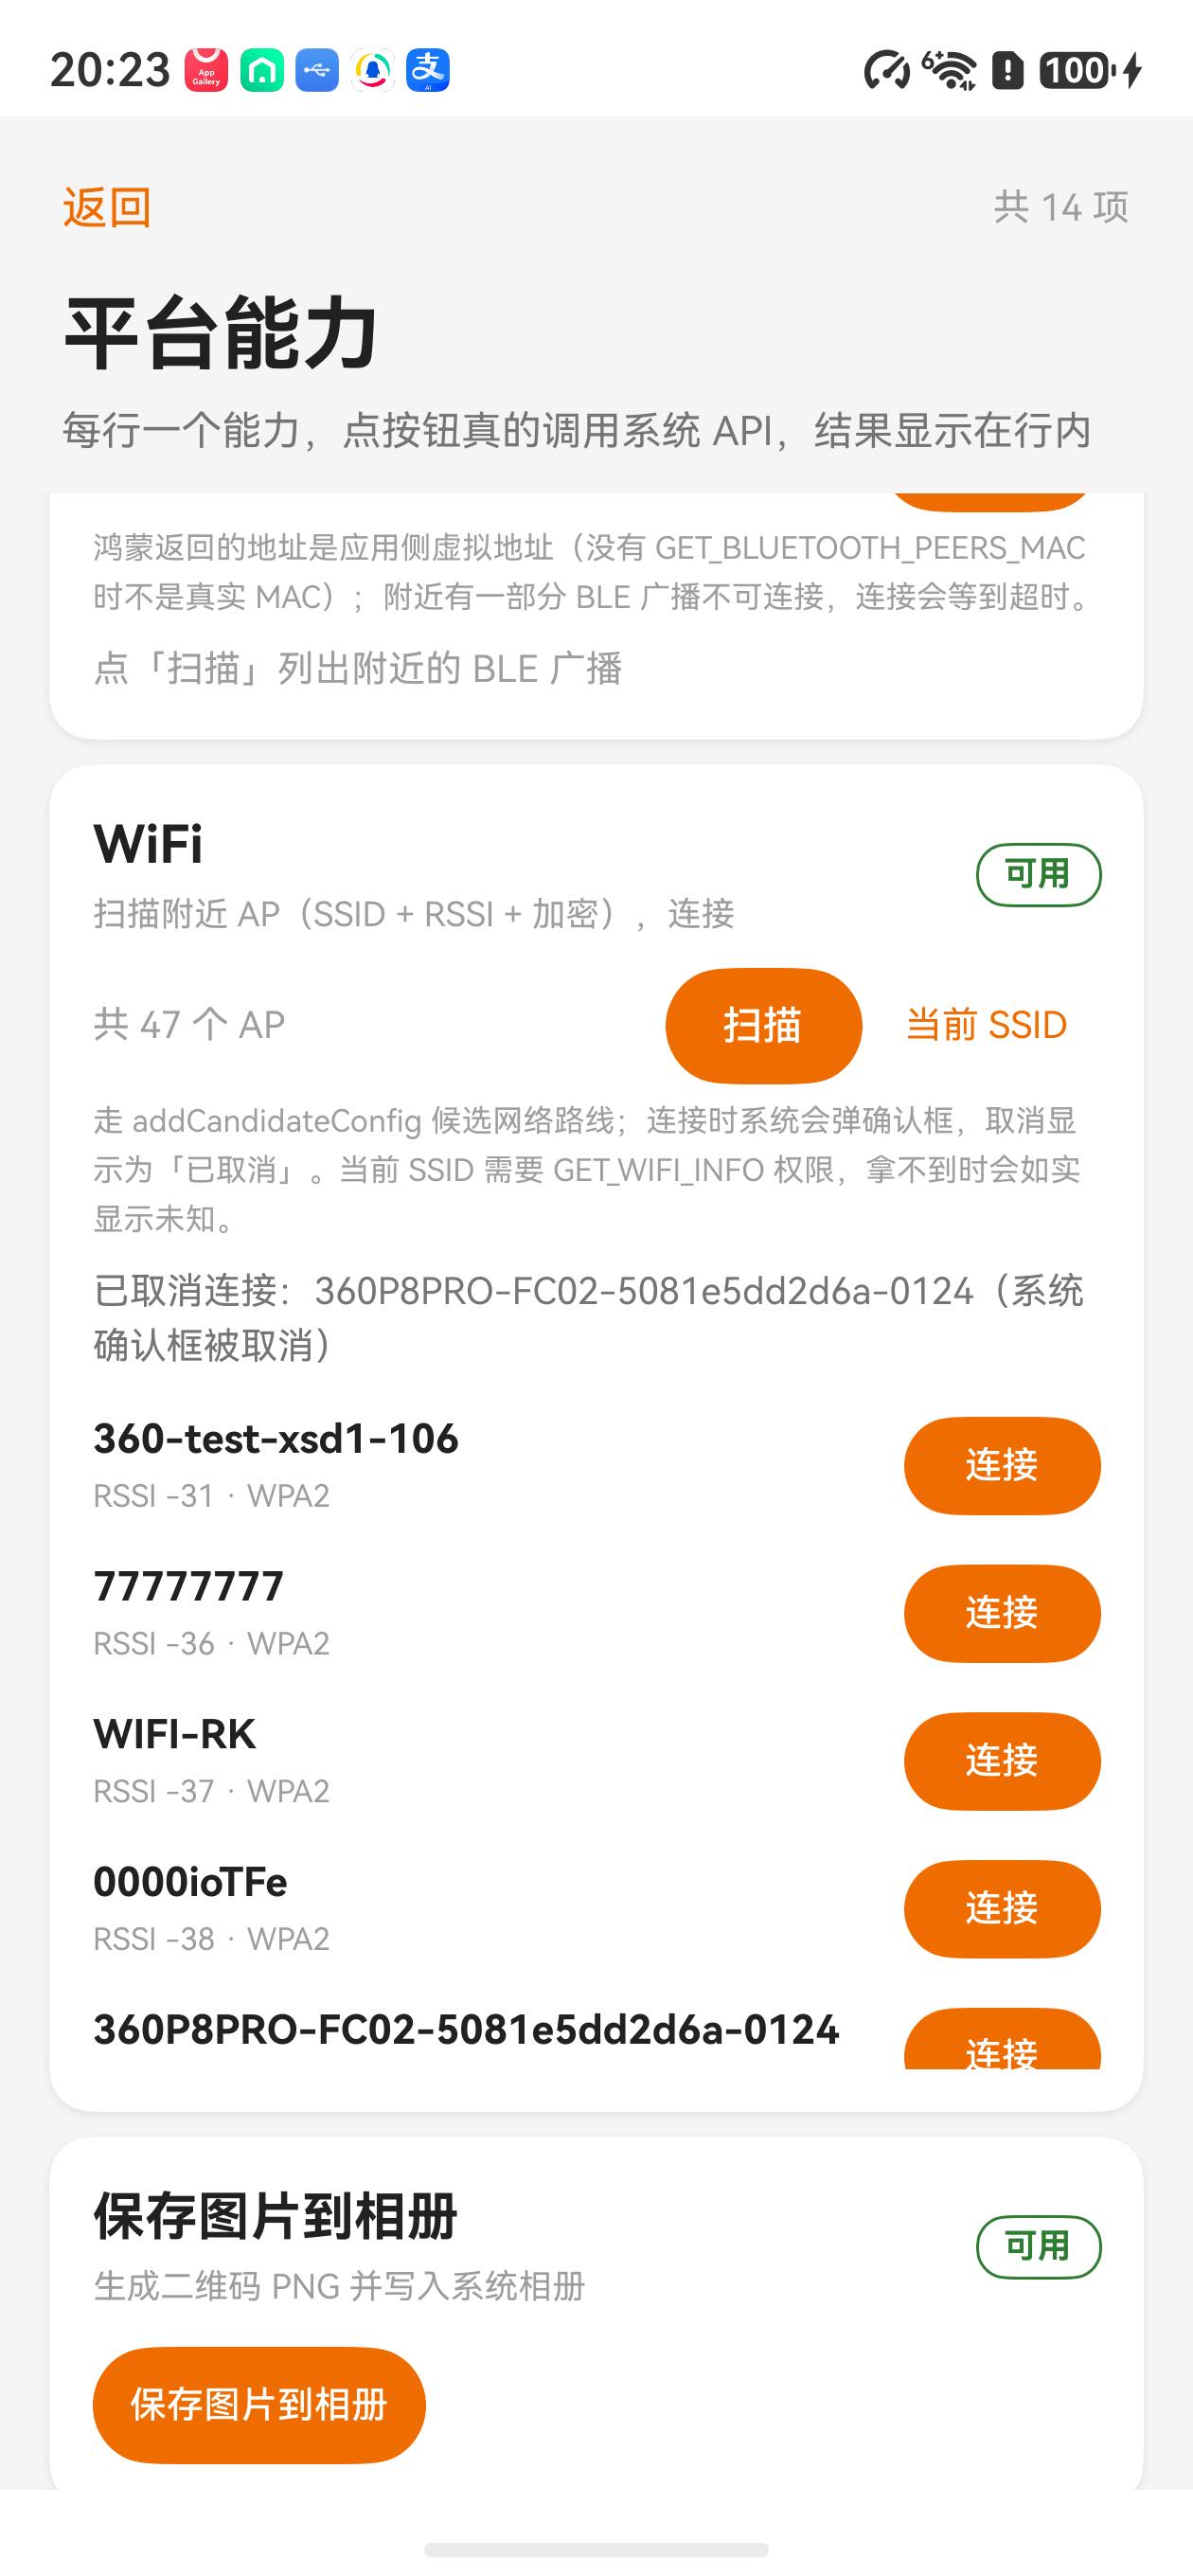 20:23
App
Gallery
支
AI
6+
100
返回
共 14 项
平台能力
每行一个能力，点按钮真的调用系统 API，结果显示在行内
鸿蒙返回的地址是应用侧虚拟地址（没有 GET_BLUETOOTH_PEERS_MAC
时不是真实 MAC）；附近有一部分 BLE 广播不可连接，连接会等到超时。
点「扫描」列出附近的 BLE 广播
WiFi
可用
扫描附近 AP（SSID + RSSI + 加密），连接
共 47 个 AP
扫描
当前 SSID
走 addCandidateConfig 候选网络路线；连接时系统会弹确认框，取消显
示为「已取消」。当前 SSID 需要 GET_WIFI_INFO 权限，拿不到时会如实
显示未知。
已取消连接：360P8PRO-FC02-5081e5dd2d6a-0124（系统
确认框被取消）
360-test-xsd1-106
RSSI -31 · WPA2
连接
77777777
RSSI -36 · WPA2
连接
WIFI-RK
RSSI -37 · WPA2
连接
0000ioTFe
RSSI -38 · WPA2
连接
360P8PRO-FC02-5081e5dd2d6a-0124
连接
保存图片到相册
可用
生成二维码 PNG 并写入系统相册
保存图片到相册